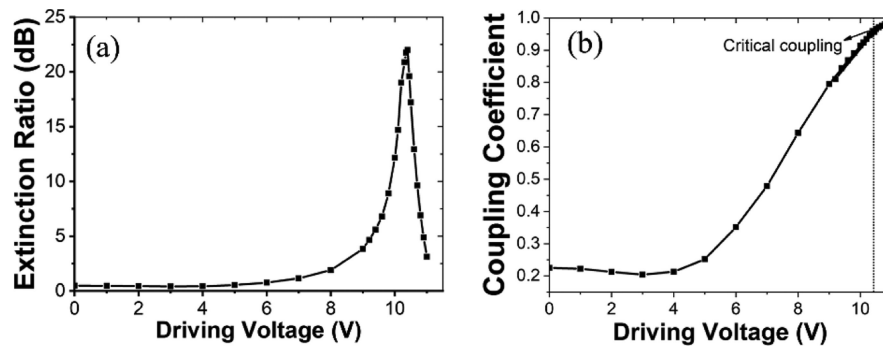 (a)
Extinction Ratio (dB)
25
20
15
10
5
0
0 2 4 6 8 10
Driving Voltage (V)
(b)
Critical coupling
Coupling Coefficient
1.0
0.9
0.8
0.7
0.6
0.5
0.4
0.3
0.2
0 2 4 6 8 10
Driving Voltage (V)